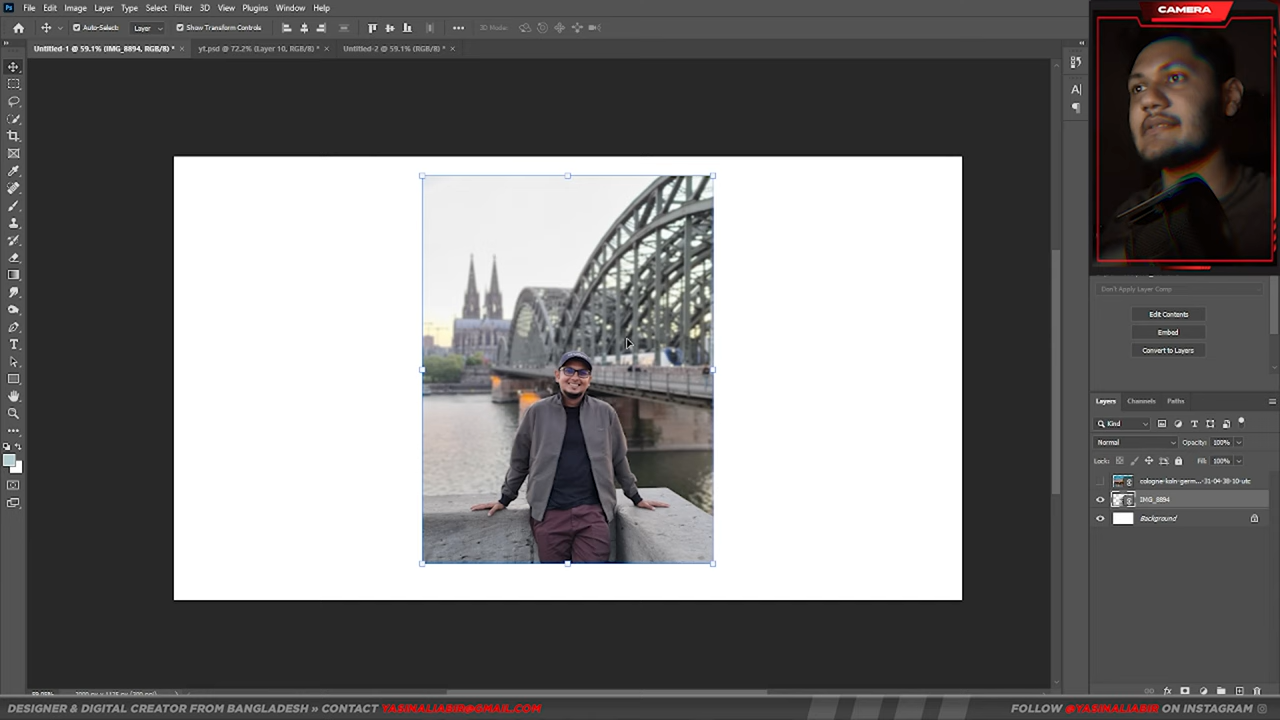 Ps File Edit Image Layer Type Select Filter 3D View Plugins Window Help
Auto-Select: Layer Show Transform Controls 3D Mode:
Untitled-1 @ 59.1% (IMG_8894, RGB/8) * × yt.psd @ 72.2% (Layer 10, RGB/8) * × Untitled-2 @ 59.1% (RGB/8) * ×
CAMERA
Don't Apply Layer Comp
Edit Contents
Embed
Convert to Layers
Layers Channels Paths
Kind
Normal Opacity: 100%
Lock: Fill: 100%
cologne-koln-germ...-31-04-38-10-utc
IMG_8894
Background
DESIGNER & DIGITAL CREATOR FROM BANGLADESH » CONTACT YASINALIABIR@GMAIL.COM
FOLLOW @YASINALIABIR ON INSTAGRAM